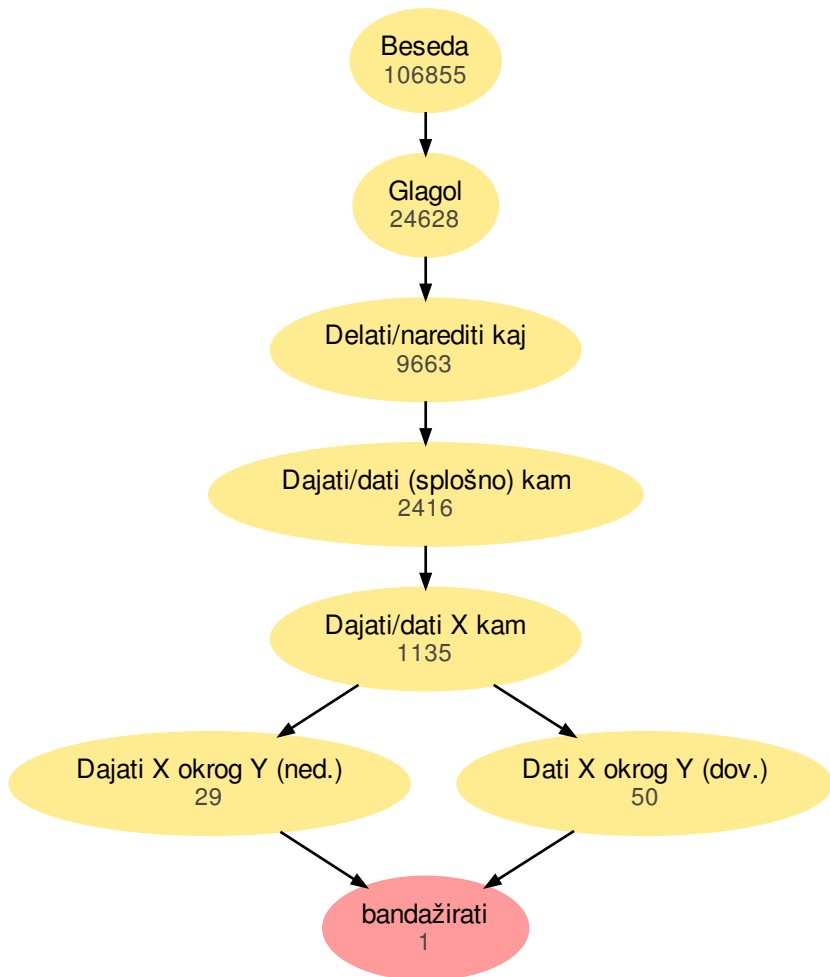 Beseda
106855
Glagol
24628
Delati/narediti kaj
9663
Dajati/dati (splošno) kam
2416
Dajati/dati X kam
1135
Dajati X okrog Y (ned.)
29
Dati X okrog Y (dov.)
50
bandažirati
1